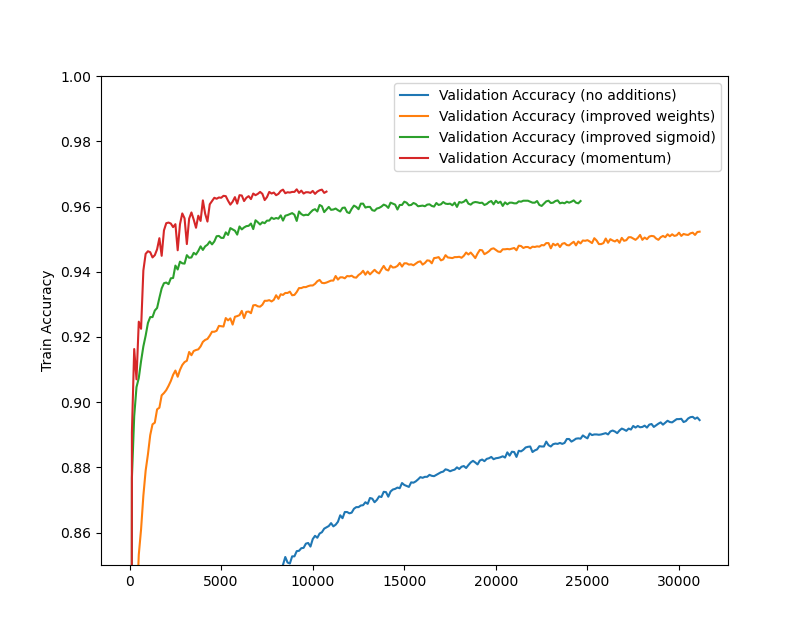 1.00
0.98
0.96
0.94
0.92
0.90
0.88
0.86
Train Accuracy
Validation Accuracy (no additions)
Validation Accuracy (improved weights)
Validation Accuracy (improved sigmoid)
Validation Accuracy (momentum)
0 5000 10000 15000 20000 25000 30000